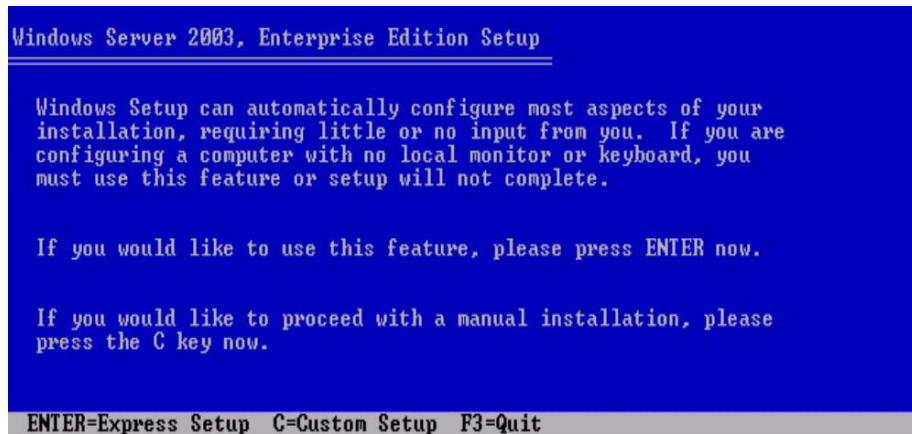 Windows Server 2003, Enterprise Edition Setup
Windows Setup can automatically configure most aspects of your
installation, requiring little or no input from you.  If you are
configuring a computer with no local monitor or keyboard, you
must use this feature or setup will not complete.
If you would like to use this feature, please press ENTER now.
If you would like to proceed with a manual installation, please
press the C key now.
ENTER=Express Setup  C=Custom Setup  F3=Quit